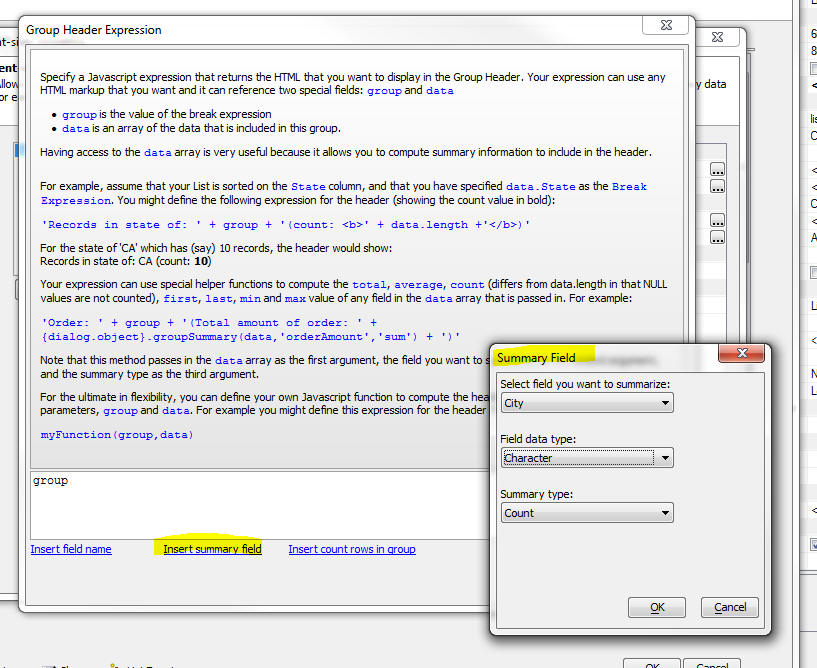 Group Header Expression
Specify a Javascript expression that returns the HTML that you want to display in the Group Header. Your expression can use any
HTML markup that you want and it can reference two special fields: group and data
• group is the value of the break expression
• data is an array of the data that is included in this group.
Having access to the data array is very useful because it allows you to compute summary information to include in the header.
For example, assume that your List is sorted on the State column, and that you have specified data.State as the Break
Expression. You might define the following expression for the header (showing the count value in bold):
'Records in state of: ' + group + '(count: <b>' + data.length +'</b>)'
For the state of 'CA' which has (say) 10 records, the header would show:
Records in state of: CA (count: 10)
Your expression can use special helper functions to compute the total, average, count (differs from data.length in that NULL
values are not counted), first, last, min and max value of any field in the data array that is passed in. For example:
'Order: ' + group + '(Total amount of order: ' +
{dialog.object}.groupSummary(data,'orderAmount','sum') + ')'
Note that this method passes in the data array as the first argument, the field you want to s
and the summary type as the third argument.
For the ultimate in flexibility, you can define your own Javascript function to compute the hea
parameters, group and data. For example you might define this expression for the header
myFunction(group,data)
group
Insert field name
Insert summary field
Insert count rows in group
Summary Field
Select field you want to summarize:
City
Field data type:
Character
Summary type:
Count
OK
Cancel
y data
OK
Cancel